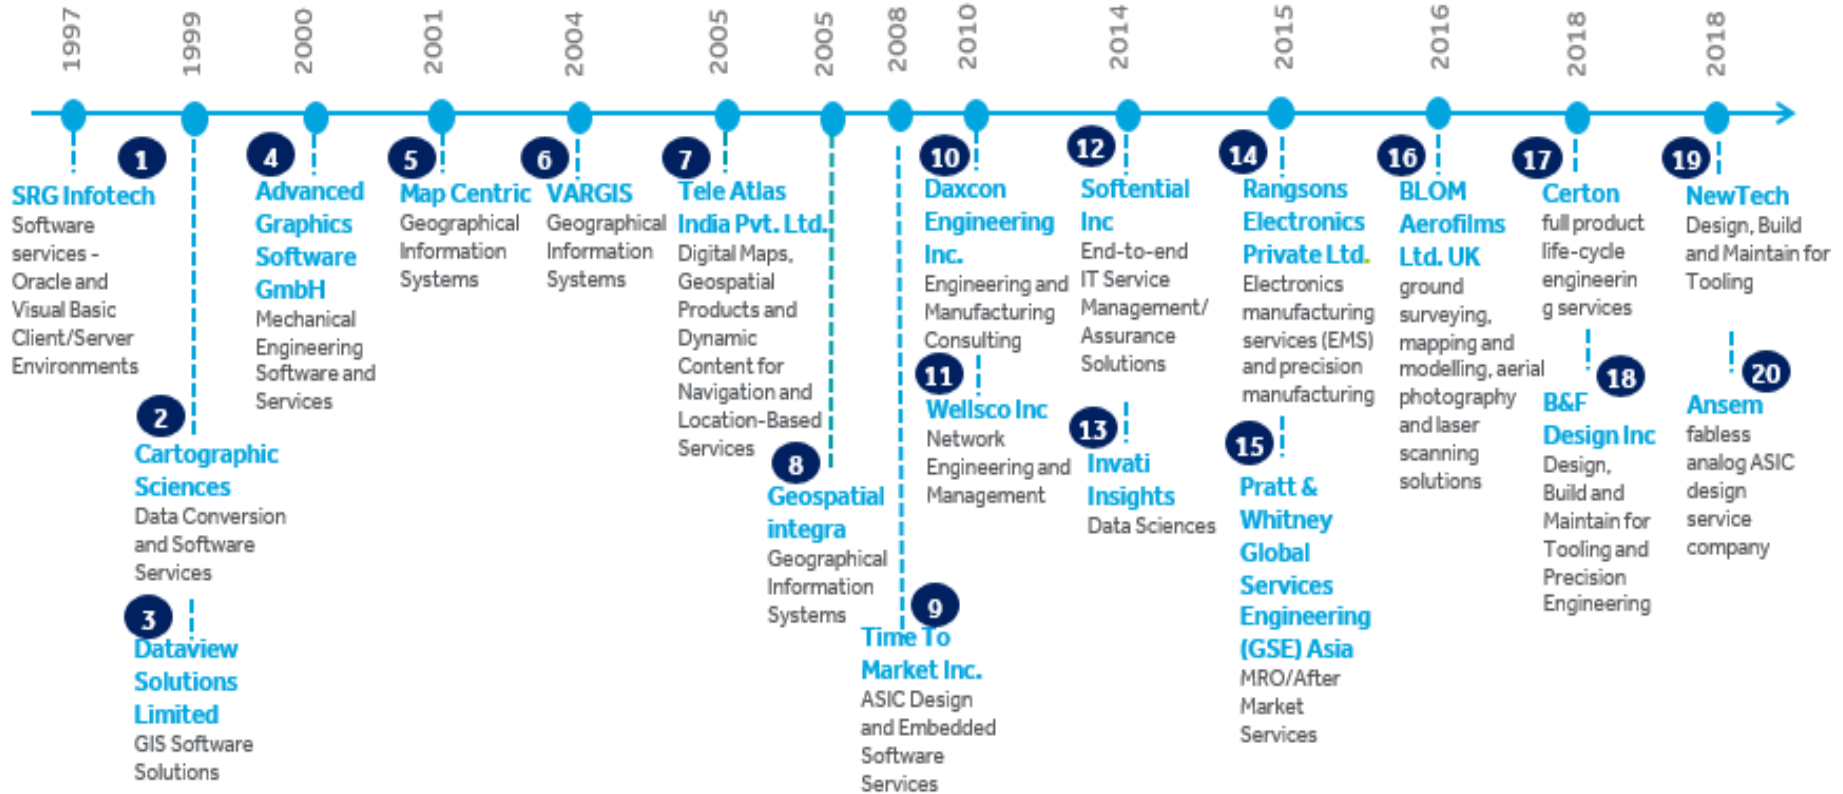 1997
1999
2000
2001
2004
2005
2005
2008
2010
2014
2015
2016
2018
2018
1
SRG Infotech
Software
services -
Oracle and
Visual Basic
Client/Server
Environments
2
Cartographic
Sciences
Data Conversion
and Software
Services
3
Dataview
Solutions
Limited
GIS Software
Solutions
4
Advanced
Graphics
Software
GmbH
Mechanical
Engineering
Software and
Services
5
Map Centric
Geographical
Information
Systems
6
VARGIS
Geographical
Information
Systems
7
Tele Atlas
India Pvt. Ltd.
Digital Maps,
Geospatial
Products and
Dynamic
Content for
Navigation and
Location-Based
Services
8
Geospatial
integra
Geographical
Information
Systems
9
Time To
Market Inc.
ASIC Design
and Embedded
Software
Services
10
Daxcon
Engineering
Inc.
Engineering and
Manufacturing
Consulting
11
Wellsco Inc
Network
Engineering and
Management
12
Softential
Inc
End-to-end
IT Service
Management/
Assurance
Solutions
13
Invati
Insights
Data Sciences
14
Rangsons
Electronics
Private Ltd.
Electronics
manufacturing
services (EMS)
and precision
manufacturing
15
Pratt &
Whitney
Global
Services
Engineering
(GSE) Asia
MRO/After
Market
Services
16
BLOM
Aerofilms
Ltd. UK
ground
surveying,
mapping and
modelling, aerial
photography
and laser
scanning
solutions
17
Certon
full product
life-cycle
engineerin
g services
18
B&F
Design Inc
Design,
Build and
Maintain for
Tooling and
Precision
Engineering
19
NewTech
Design, Build
and Maintain for
Tooling
20
Ansem
fabless
analog ASIC
design
service
company